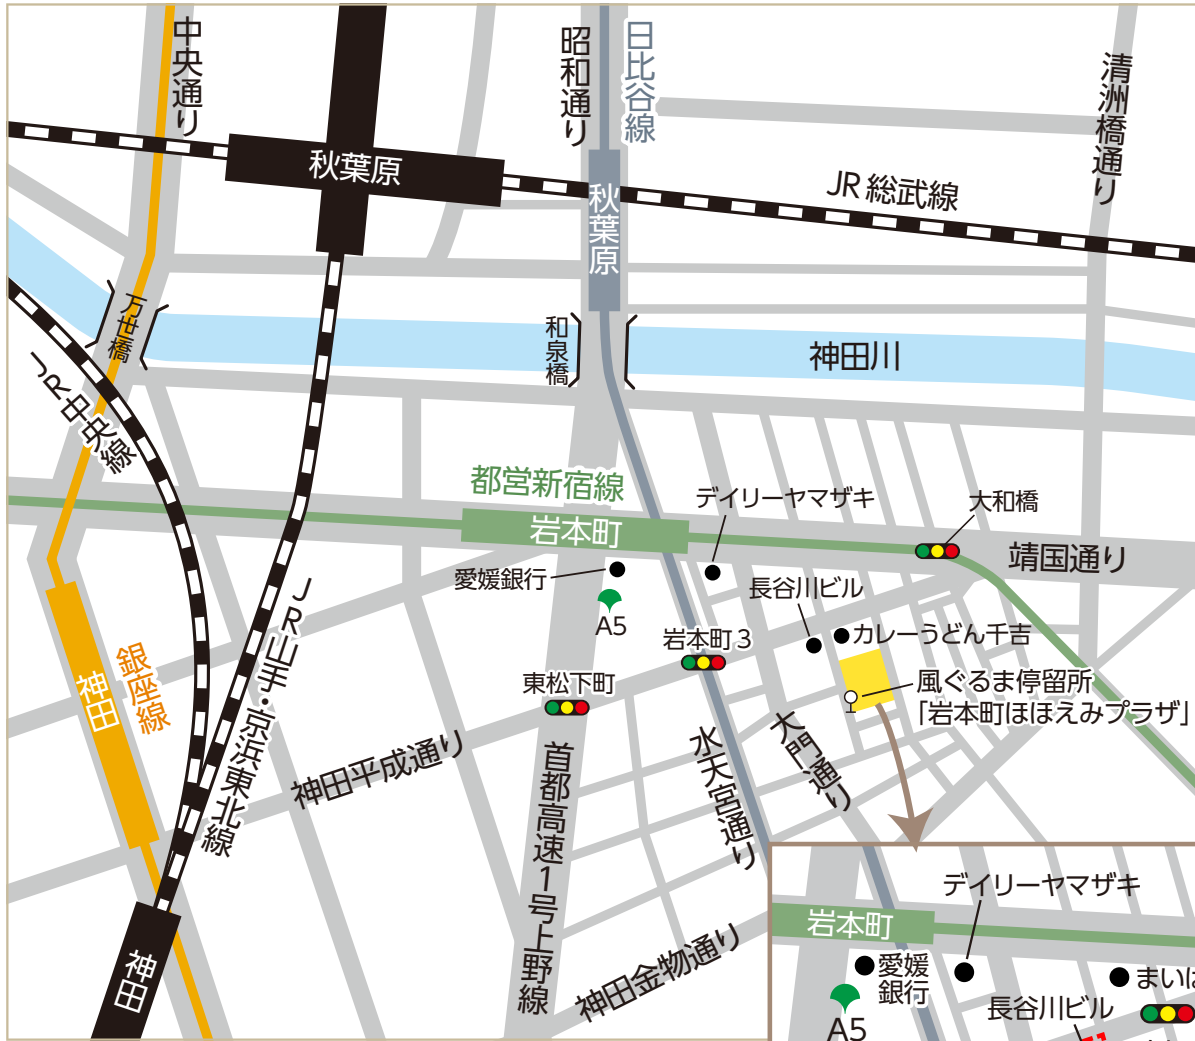 中央通り
昭和通り
日比谷線
清洲橋通り
秋葉原
秋葉原
JR 総武線
万世橋
和泉橋
神田川
JR中央線
都営新宿線
岩本町
デイリーヤマザキ
大和橋
靖国通り
愛媛銀行
A5
長谷川ビル
カレーうどん千吉
岩本町 3
東松下町
風ぐるま停留所
「岩本町ほほえみプラザ」
銀座線
神田
JR山手・京浜東北線
神田平成通り
水天宮通り
大門通り
首都高速1号上野線
神田金物通り
神田
デイリーヤマザキ
岩本町
愛媛
銀行
A5
まいば
長谷川ビル